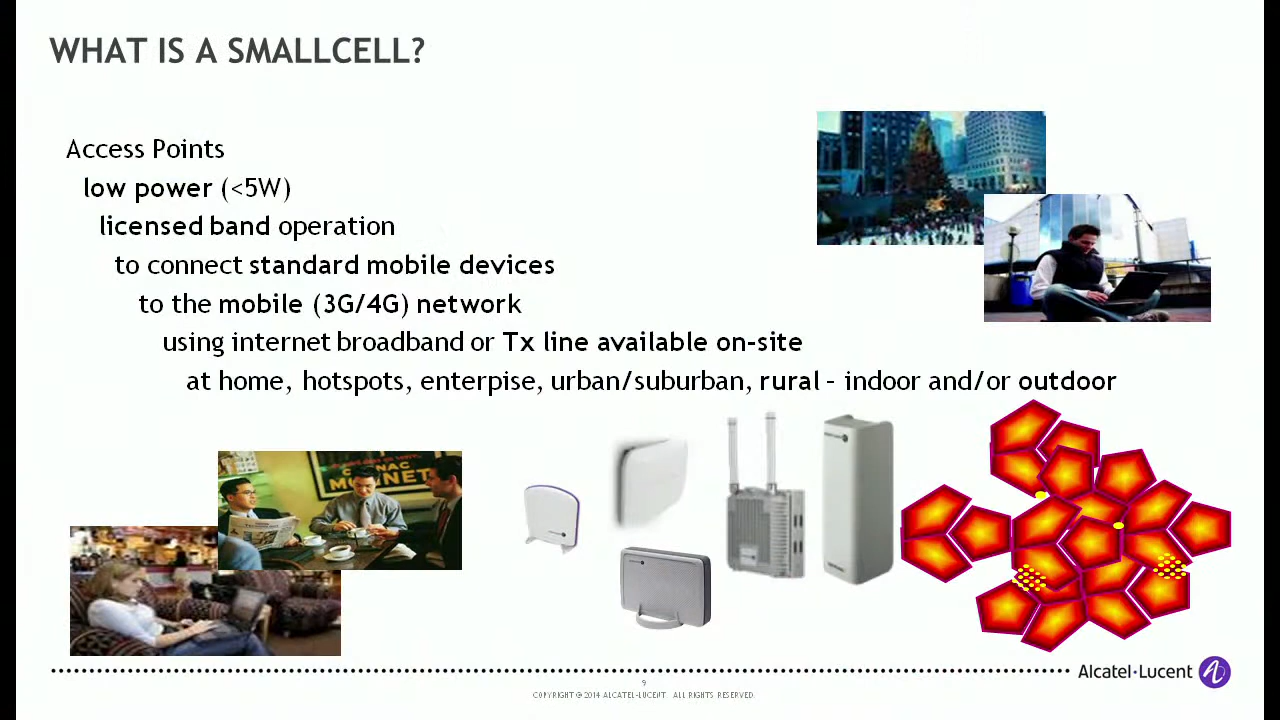 WHAT IS A SMALLCELL?
Access Points
low power (<5W)
licensed band operation
to connect standard mobile devices
to the mobile (3G/4G) network
using internet broadband or Tx line available on-site
at home, hotspots, enterpise, urban/suburban, rural – indoor and/or outdoor
9
COPYRIGHT © 2014 ALCATEL-LUCENT. ALL RIGHTS RESERVED.
Alcatel·Lucent